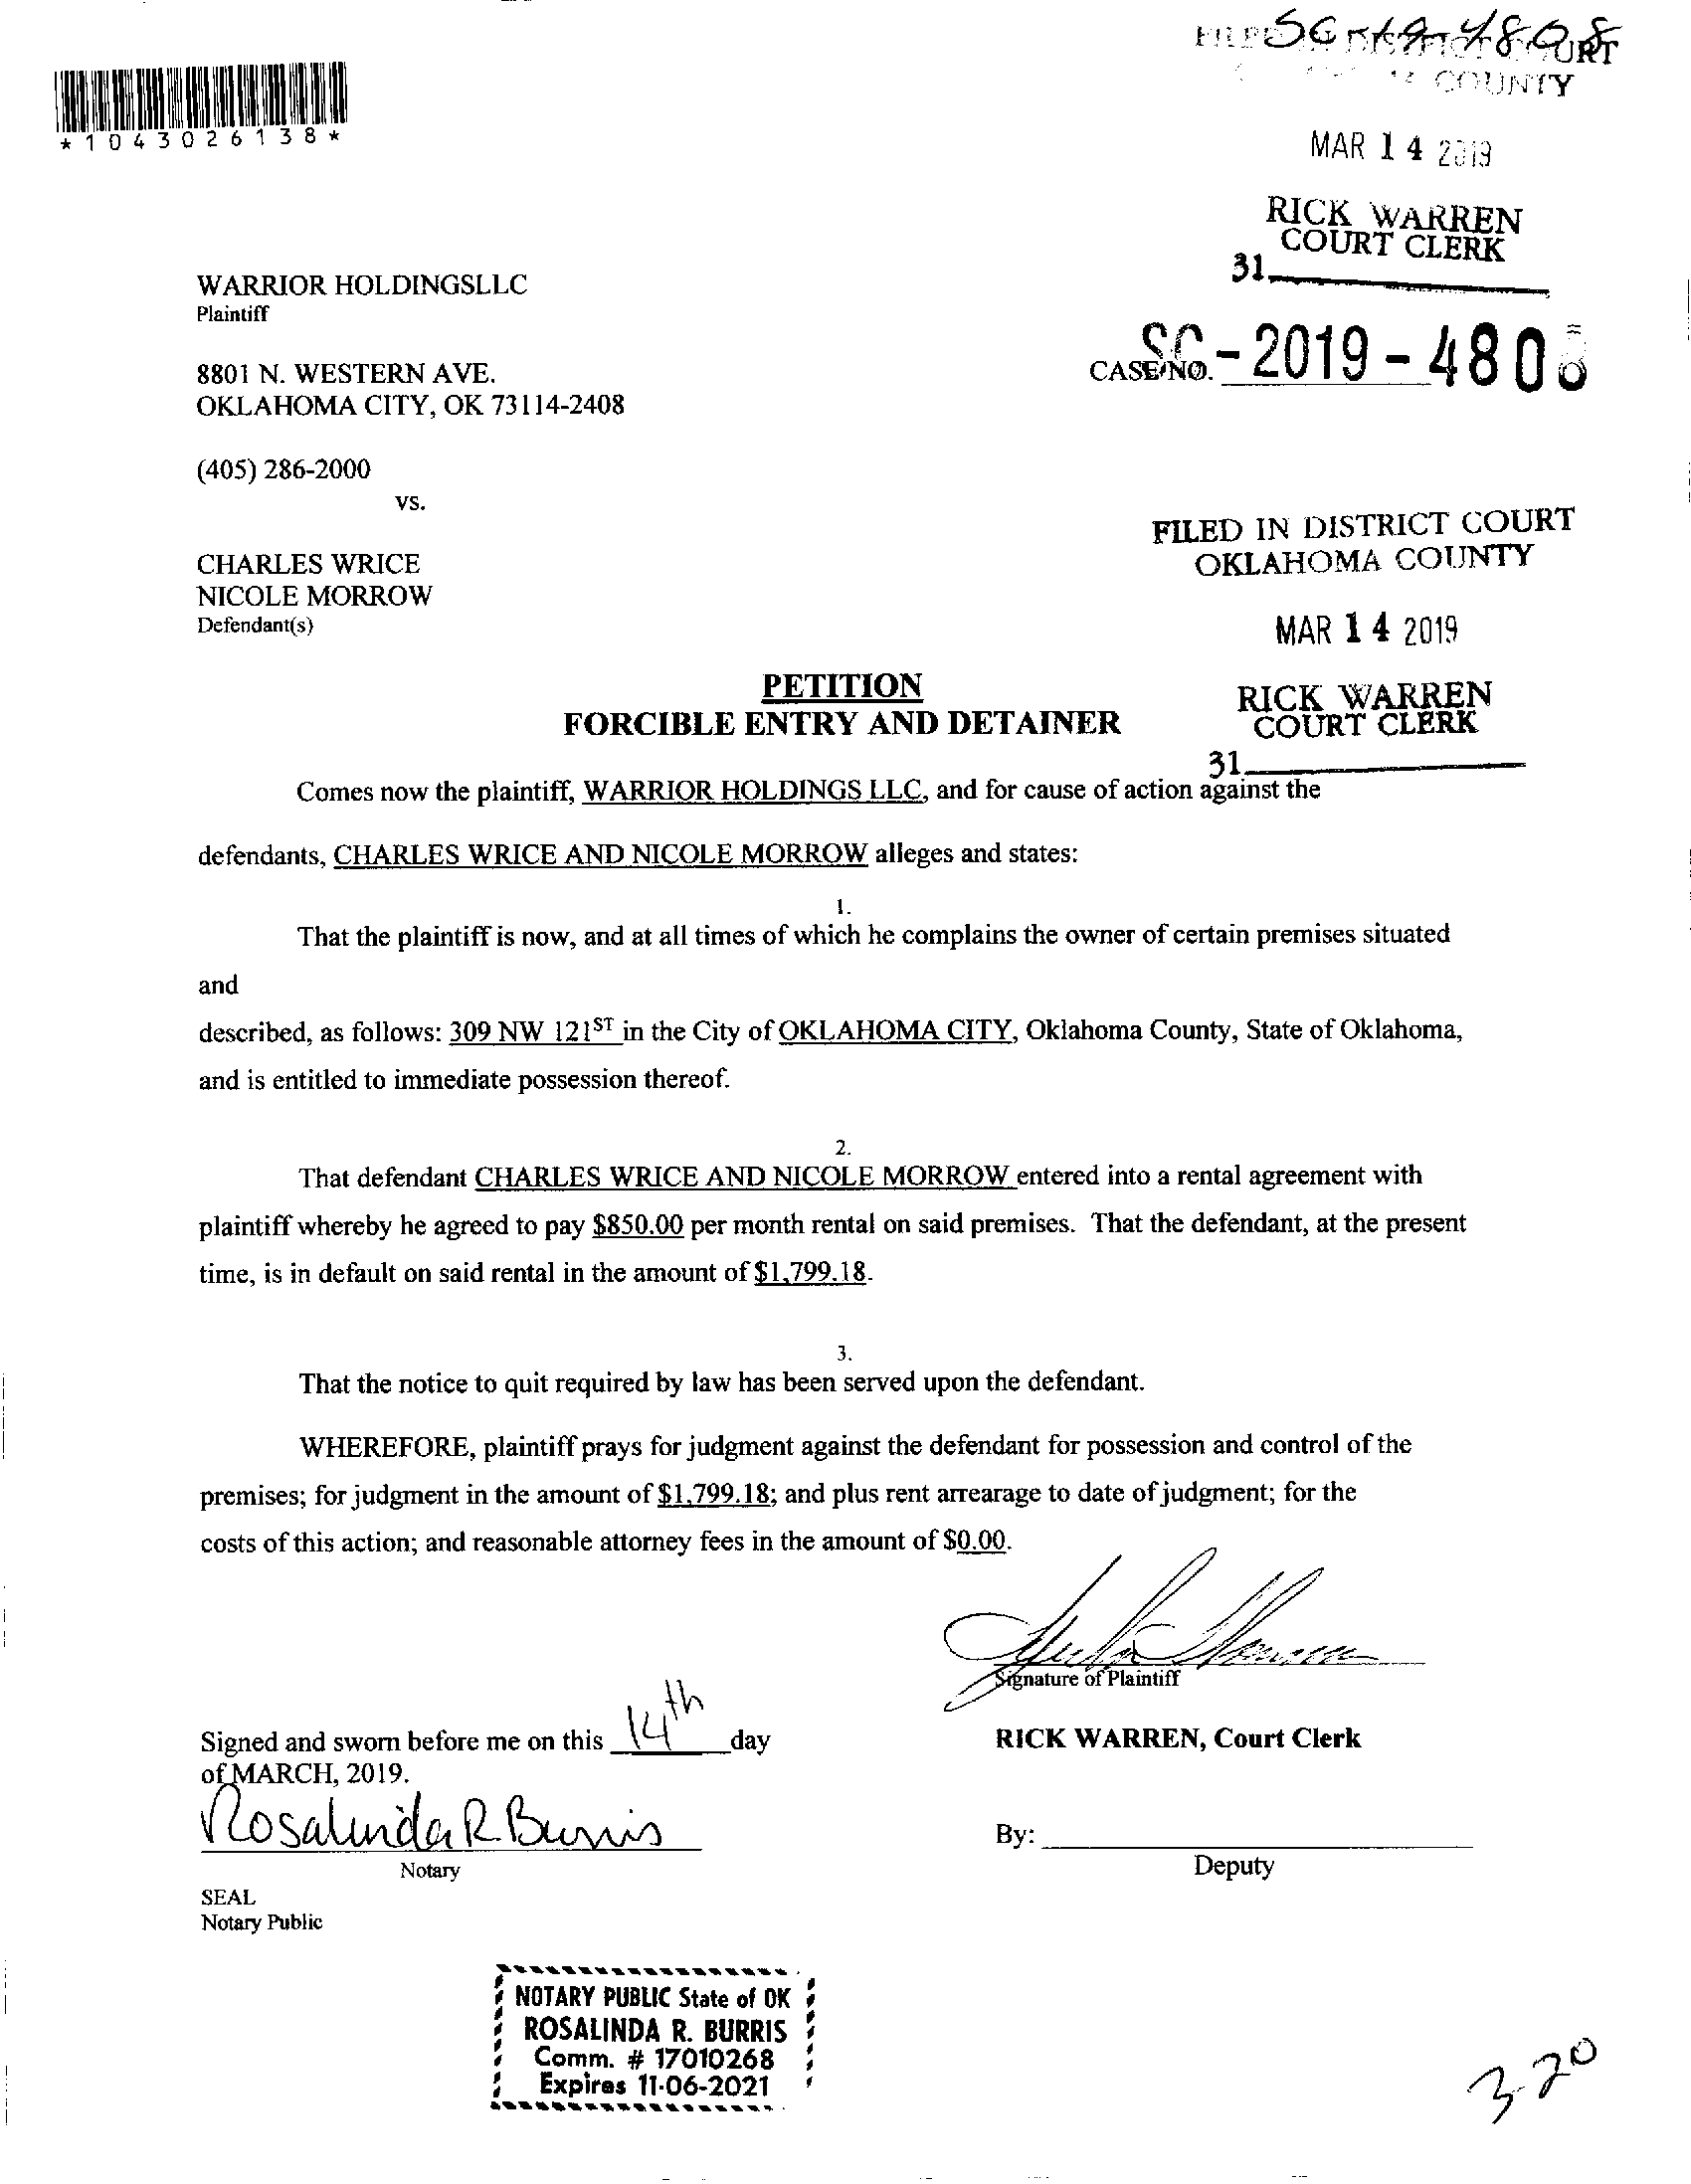 SC-19-4808
FILED IN DISTRICT COURT
COUNTY
*1043026138*
MAR 14 2019
RICK WARREN
COURT CLERK
31
WARRIOR HOLDINGSLLC
Plaintiff
CASE NO. SC-2019-4808
8801 N. WESTERN AVE.
OKLAHOMA CITY, OK 73114-2408
(405) 286-2000
vs.
FILED IN DISTRICT COURT
OKLAHOMA COUNTY
CHARLES WRICE
NICOLE MORROW
Defendant(s)
MAR 14 2019
PETITION
FORCIBLE ENTRY AND DETAINER
RICK WARREN
COURT CLERK
31
Comes now the plaintiff, WARRIOR HOLDINGS LLC, and for cause of action against the
defendants, CHARLES WRICE AND NICOLE MORROW alleges and states:
1.
That the plaintiff is now, and at all times of which he complains the owner of certain premises situated
and
described, as follows: 309 NW 121ST in the City of OKLAHOMA CITY, Oklahoma County, State of Oklahoma,
and is entitled to immediate possession thereof.
2.
That defendant CHARLES WRICE AND NICOLE MORROW entered into a rental agreement with
plaintiff whereby he agreed to pay $850.00 per month rental on said premises. That the defendant, at the present
time, is in default on said rental in the amount of $1,799.18.
3.
That the notice to quit required by law has been served upon the defendant.
WHEREFORE, plaintiff prays for judgment against the defendant for possession and control of the
premises; for judgment in the amount of $1,799.18; and plus rent arrearage to date of judgment; for the
costs of this action; and reasonable attorney fees in the amount of $0.00.
Signature of Plaintiff
Signed and sworn before me on this 14th day
of MARCH, 2019.
RICK WARREN, Court Clerk
Rosalinda R Burris
Notary
By:
Deputy
SEAL
Notary Public
NOTARY PUBLIC State of OK
ROSALINDA R. BURRIS
Comm. # 17010268
Expires 11-06-2021
3-20